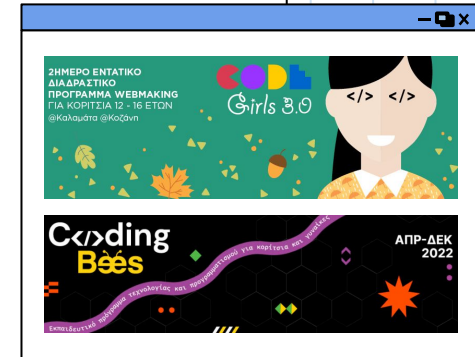 2ΗΜΕΡΟ ΕΝΤΑΤΙΚΟ
ΔΙΑΔΡΑΣΤΙΚΟ
ΠΡΟΓΡΑΜΜΑ WEBMAKING
ΓΙΑ ΚΟΡΙΤΣΙΑ 12 - 16 ΕΤΩΝ
@Καλαμάτα @Κοζάνη
CODE
Girls 3.0
</> </>
C</>ding
Bees
Εκπαιδευτικό πρόγραμμα τεχνολογίας και προγραμματισμού για κορίτσια και γυναίκες
ΑΠΡ-ΔΕΚ
2022